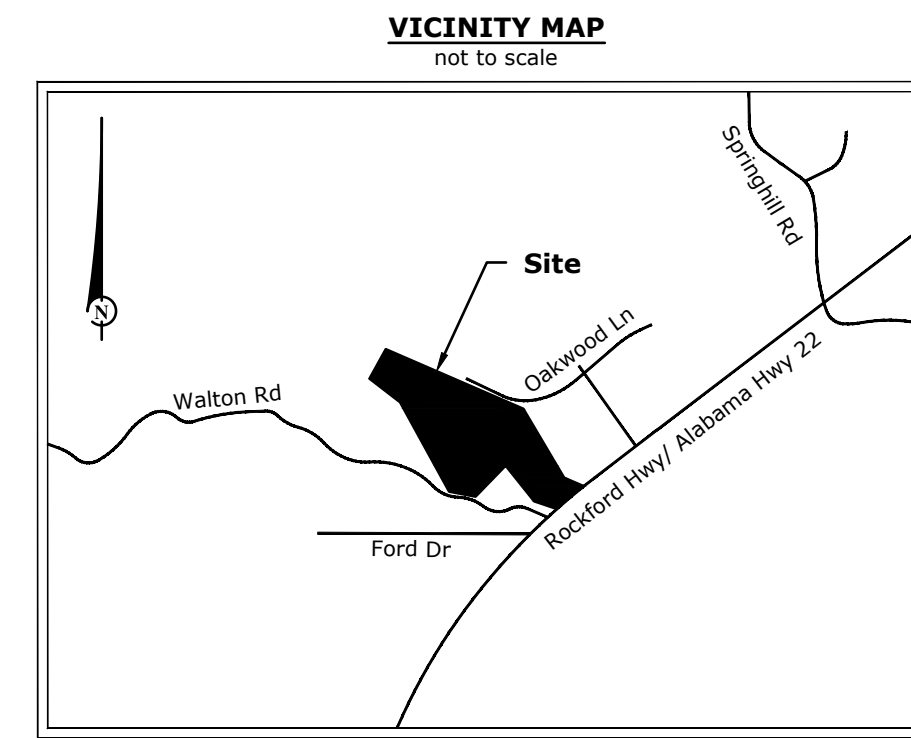 VICINITY MAP
not to scale
Springhill Rd
Site
N
Oakwood Ln
Walton Rd
Rockford Hwy/ Alabama Hwy 22
Ford Dr